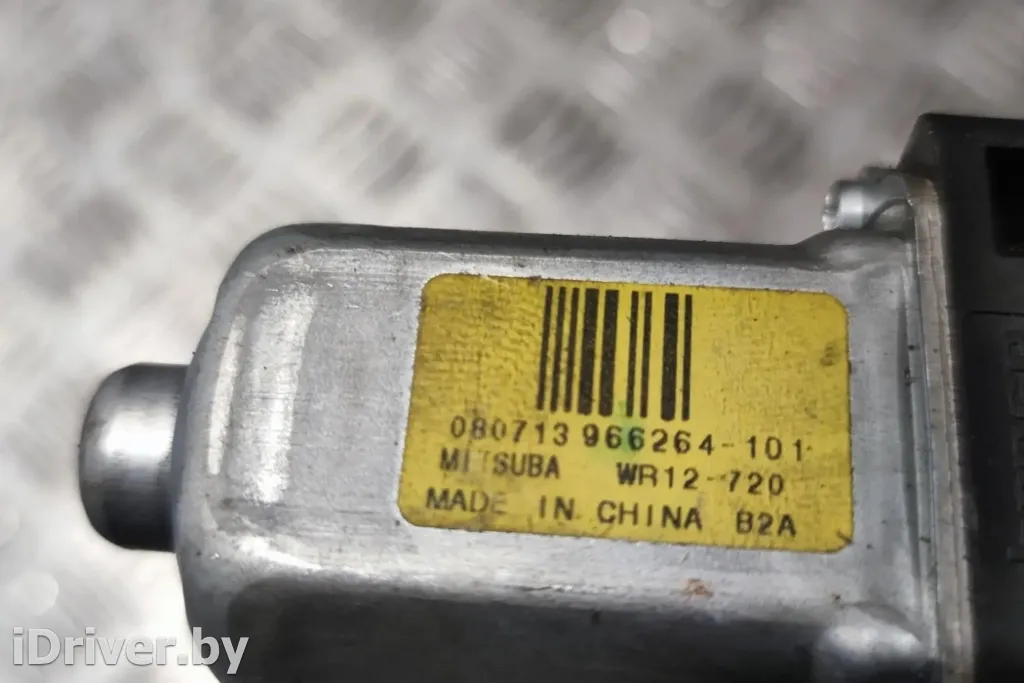 080713 966264-101
MITSUBA WR12-720
MADE IN CHINA B2A
iDriver.by